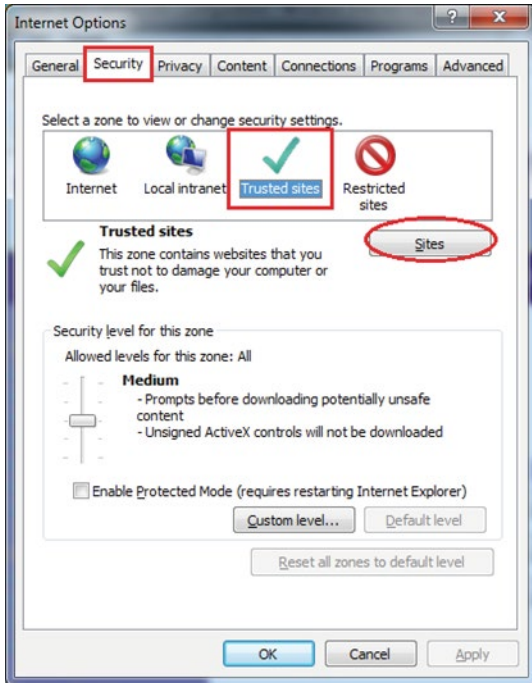 Internet Options
?
X
General Security Privacy Content Connections Programs Advanced
Select a zone to view or change security settings.
Internet Local intranet Trusted sites Restricted
sites
Trusted sites
This zone contains websites that you
trust not to damage your computer or
your files.
Sites
Security level for this zone
Allowed levels for this zone: All
Medium
- Prompts before downloading potentially unsafe
content
- Unsigned ActiveX controls will not be downloaded
Enable Protected Mode (requires restarting Internet Explorer)
Custom level... Default level
Reset all zones to default level
OK Cancel Apply